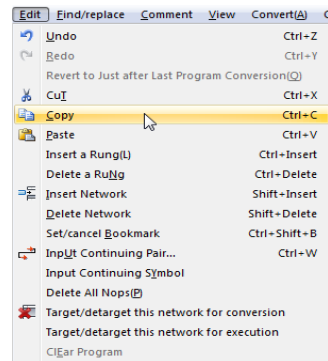 Edit Find/replace Comment View Convert(A)
Undo Ctrl+Z
Redo Ctrl+Y
Revert to Just after Last Program Conversion(O)
CuT Ctrl+X
Copy Ctrl+C
Paste Ctrl+V
Insert a Rung(L) Ctrl+Insert
Delete a RuNg Ctrl+Delete
Insert Network Shift+Insert
Delete Network Shift+Delete
Set/cancel Bookmark Ctrl+Shift+B
InpUt Continuing Pair... Ctrl+W
Input Continuing SYmbol
Delete All Nops(P)
Target/detarget this network for conversion
Target/detarget this network for execution
ClEar Program